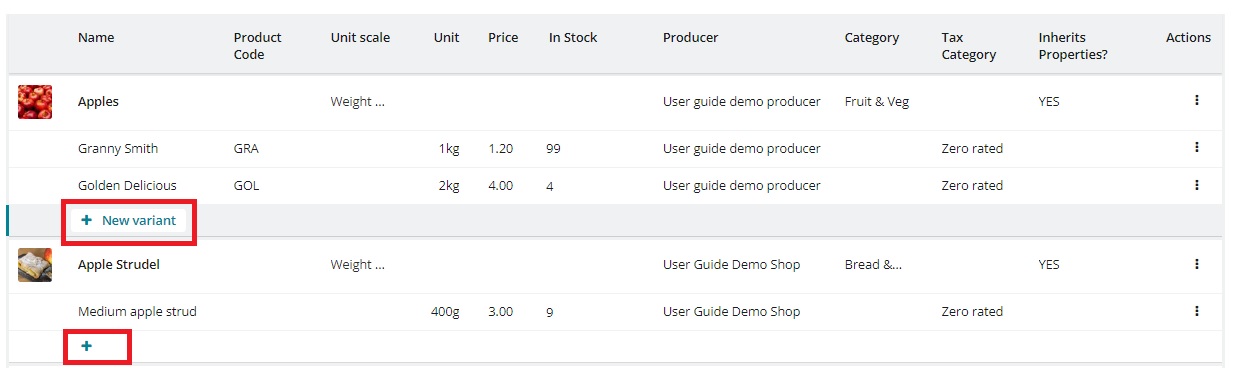 Name Product Code Unit scale Unit Price In Stock Producer Category Tax Category Inherits Properties? Actions
Apples Weight ... User guide demo producer Fruit & Veg YES
Granny Smith GRA 1kg 1.20 99 User guide demo producer Zero rated
Golden Delicious GOL 2kg 4.00 4 User guide demo producer Zero rated
+ New variant
Apple Strudel Weight ... User Guide Demo Shop Bread &... YES
Medium apple strud 400g 3.00 9 User Guide Demo Shop Zero rated
+